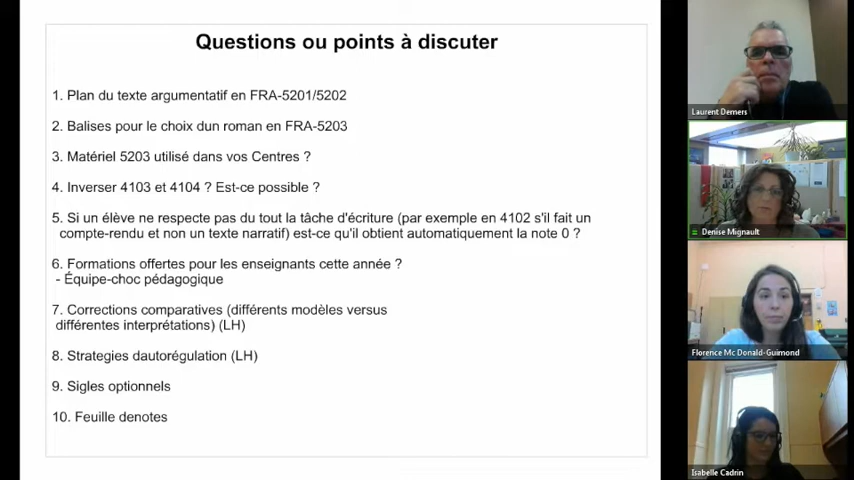 Questions ou points à discuter
1. Plan du texte argumentatif en FRA-5201/5202
2. Balises pour le choix dun roman en FRA-5203
3. Matériel 5203 utilisé dans vos Centres ?
4. Inverser 4103 et 4104 ? Est-ce possible ?
5. Si un élève ne respecte pas du tout la tâche d'écriture (par exemple en 4102 s'il fait un
compte-rendu et non un texte narratif) est-ce qu'il obtient automatiquement la note 0 ?
6. Formations offertes pour les enseignants cette année ?
- Équipe-choc pédagogique
7. Corrections comparatives (différents modèles versus
différentes interprétations) (LH)
8. Strategies dautorégulation (LH)
9. Sigles optionnels
10. Feuille denotes
Laurent Demers
Denise Mignault
Florence Mc Donald-Guimond
Isabelle Cadrin